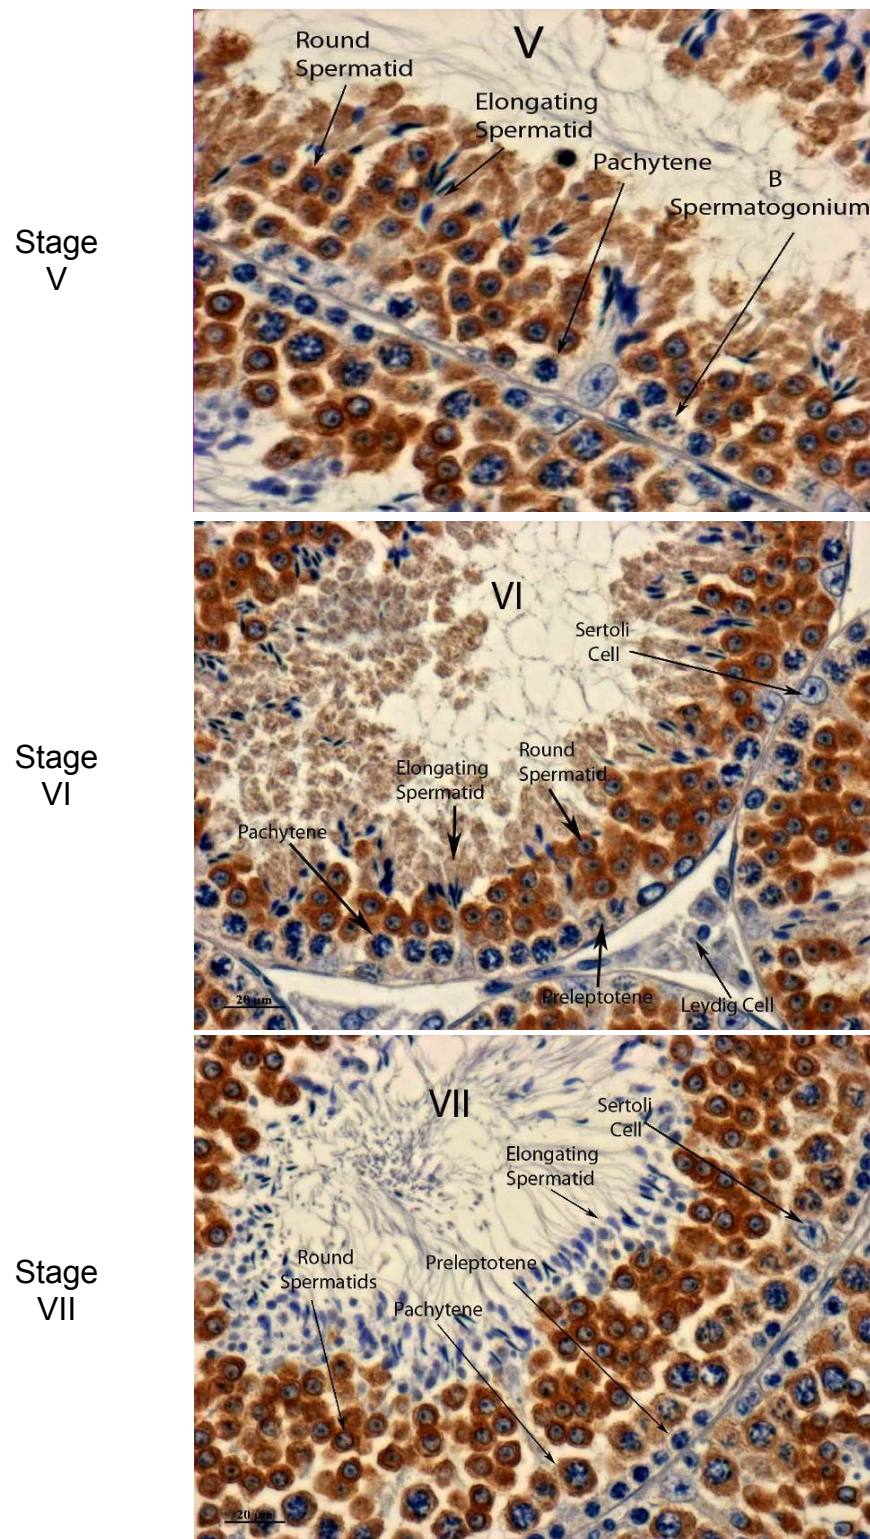 Stage
V
V
Round
Spermatid
Elongating
Spermatid
Pachytene
B
Spermatogonium
Stage
VI
VI
Sertoli
Cell
Elongating
Spermatid
Round
Spermatid
Pachytene
Preleptotene
Leydig Cell
20 µm
Stage
VII
VII
Sertoli
Cell
Elongating
Spermatid
Preleptotene
Round
Spermatids
Pachytene
20 µm